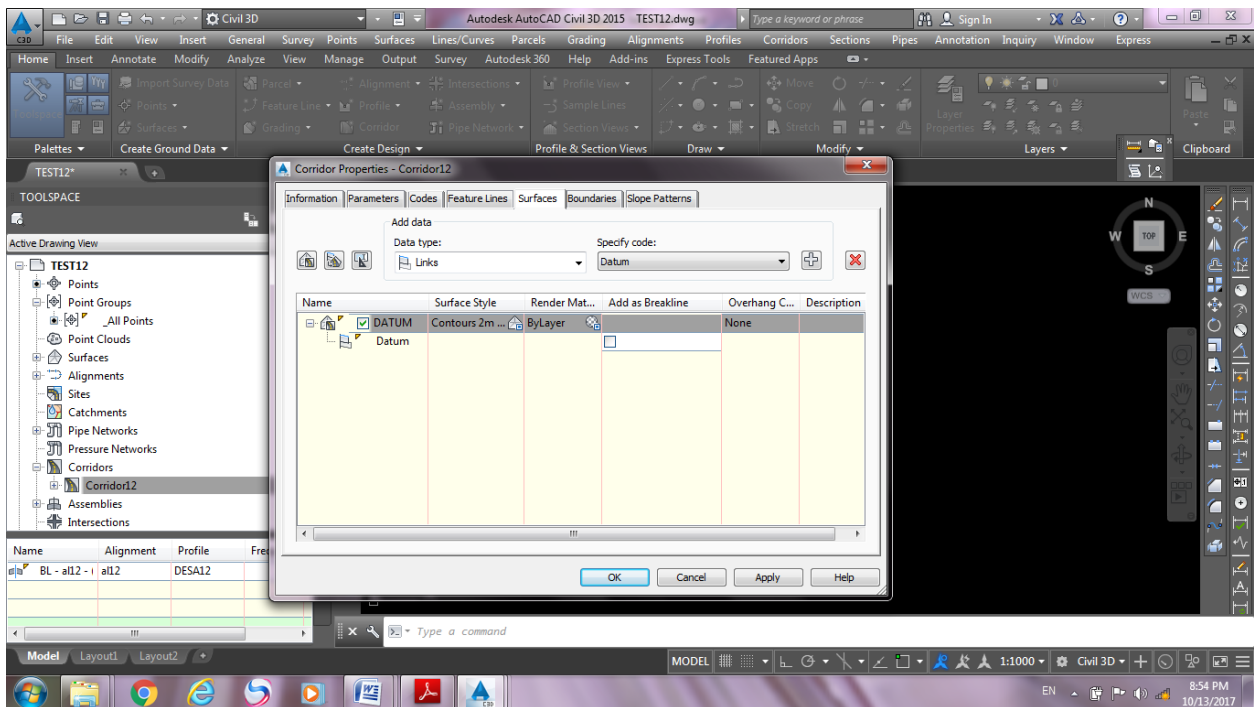 Civil 3D
Autodesk AutoCAD Civil 3D 2015 TEST12.dwg
Type a keyword or phrase
Sign In
C3D
File Edit View Insert General Survey Points Surfaces Lines/Curves Parcels Grading Alignments Profiles Corridors Sections Pipes Annotation Inquiry Window Express
Home Insert Annotate Modify Analyze View Manage Output Survey Autodesk 360 Help Add-ins Express Tools Featured Apps
Toolspace
Import Survey Data
Parcel
Alignment
Intersections
Profile View
Move
0
Points
Feature Line
Profile
Assembly
Sample Lines
Copy
Layer Properties
Paste
Surfaces
Grading
Corridor
Pipe Network
Section Views
Stretch
Palettes
Create Ground Data
Create Design
Profile & Section Views
Draw
Modify
Layers
Clipboard
TEST12*
Corridor Properties - Corridor12
TOOLSPACE
Information Parameters Codes Feature Lines Surfaces Boundaries Slope Patterns
Add data
Data type:
Specify code:
Links
Datum
Active Drawing View
TEST12
Points
Point Groups
_All Points
Point Clouds
Surfaces
Alignments
Sites
Catchments
Pipe Networks
Pressure Networks
Corridors
Corridor12
Assemblies
Intersections
Name Surface Style Render Mat... Add as Breakline Overhang C... Description
DATUM Contours 2m ... ByLayer None
Datum
Name Alignment Profile Fre
BL - al12 - ( al12 DESA12
OK Cancel Apply Help
N
W TOP E
S
WCS
Type a command
Model Layout1 Layout2
MODEL
1:1000
Civil 3D
EN
8:54 PM
10/13/2017